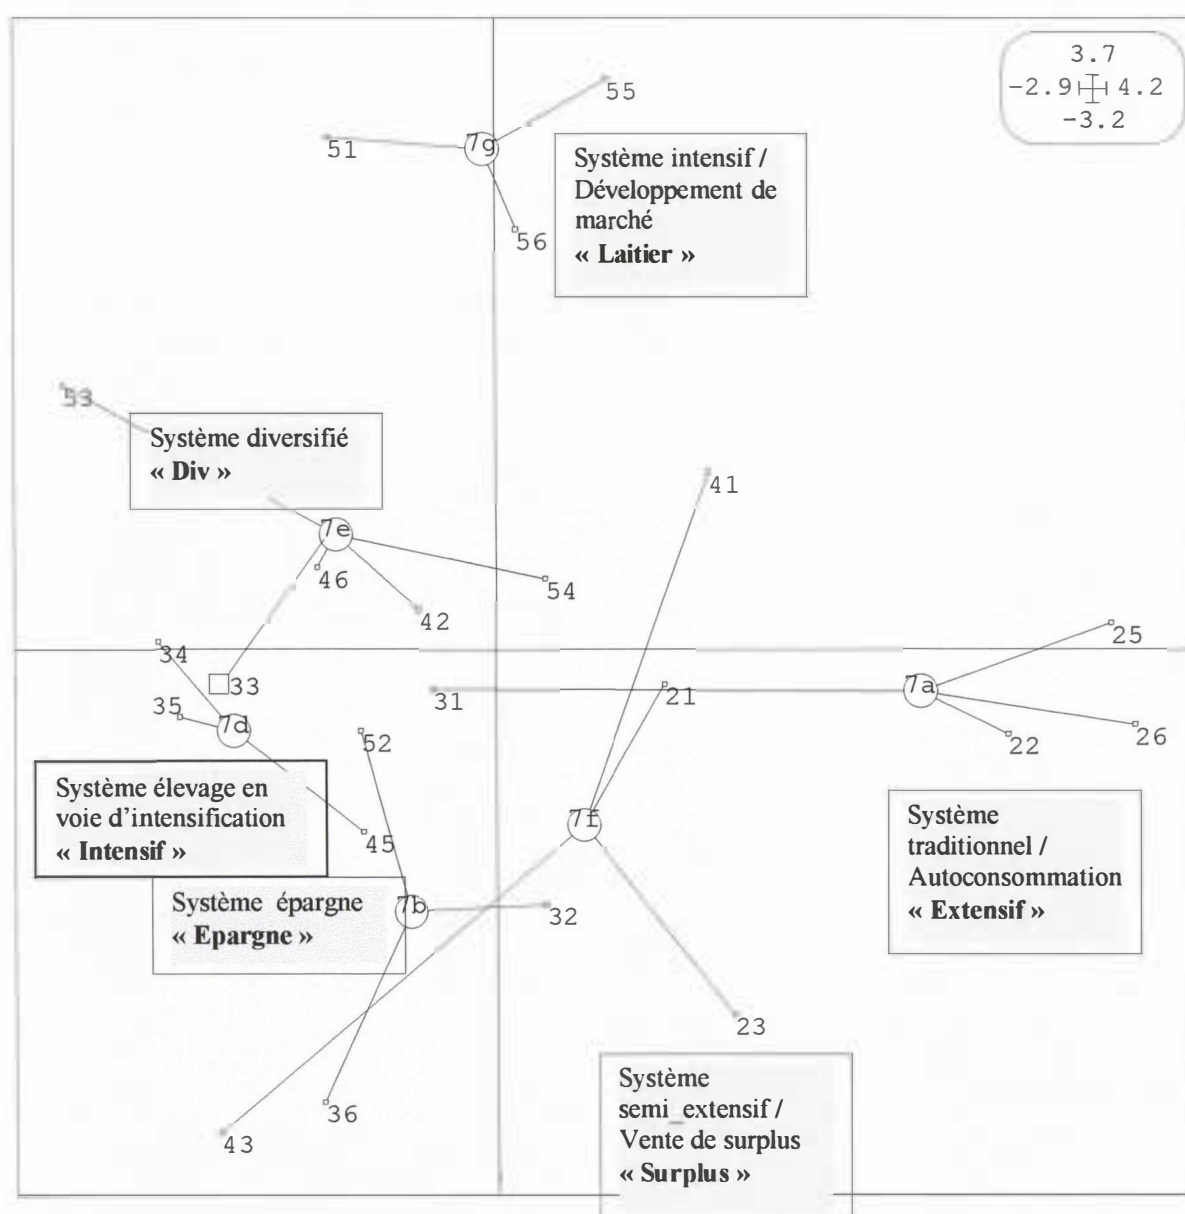 3.7
-2.9 4.2
-3.2
55
51
7g
56
Système intensif /
Développement de
marché
« Laitier »
53
Système diversifié
« Div »
41
7e
46
54
42
25
34
33
31
21
7a
35
7d
52
22
26
Système élevage en
voie d'intensification
« Intensif »
45
7f
Système
traditionnel /
Autoconsommation
« Extensif »
Système épargne
« Epargne »
7b
32
23
36
43
Système
semi_extensif /
Vente de surplus
« Surplus »